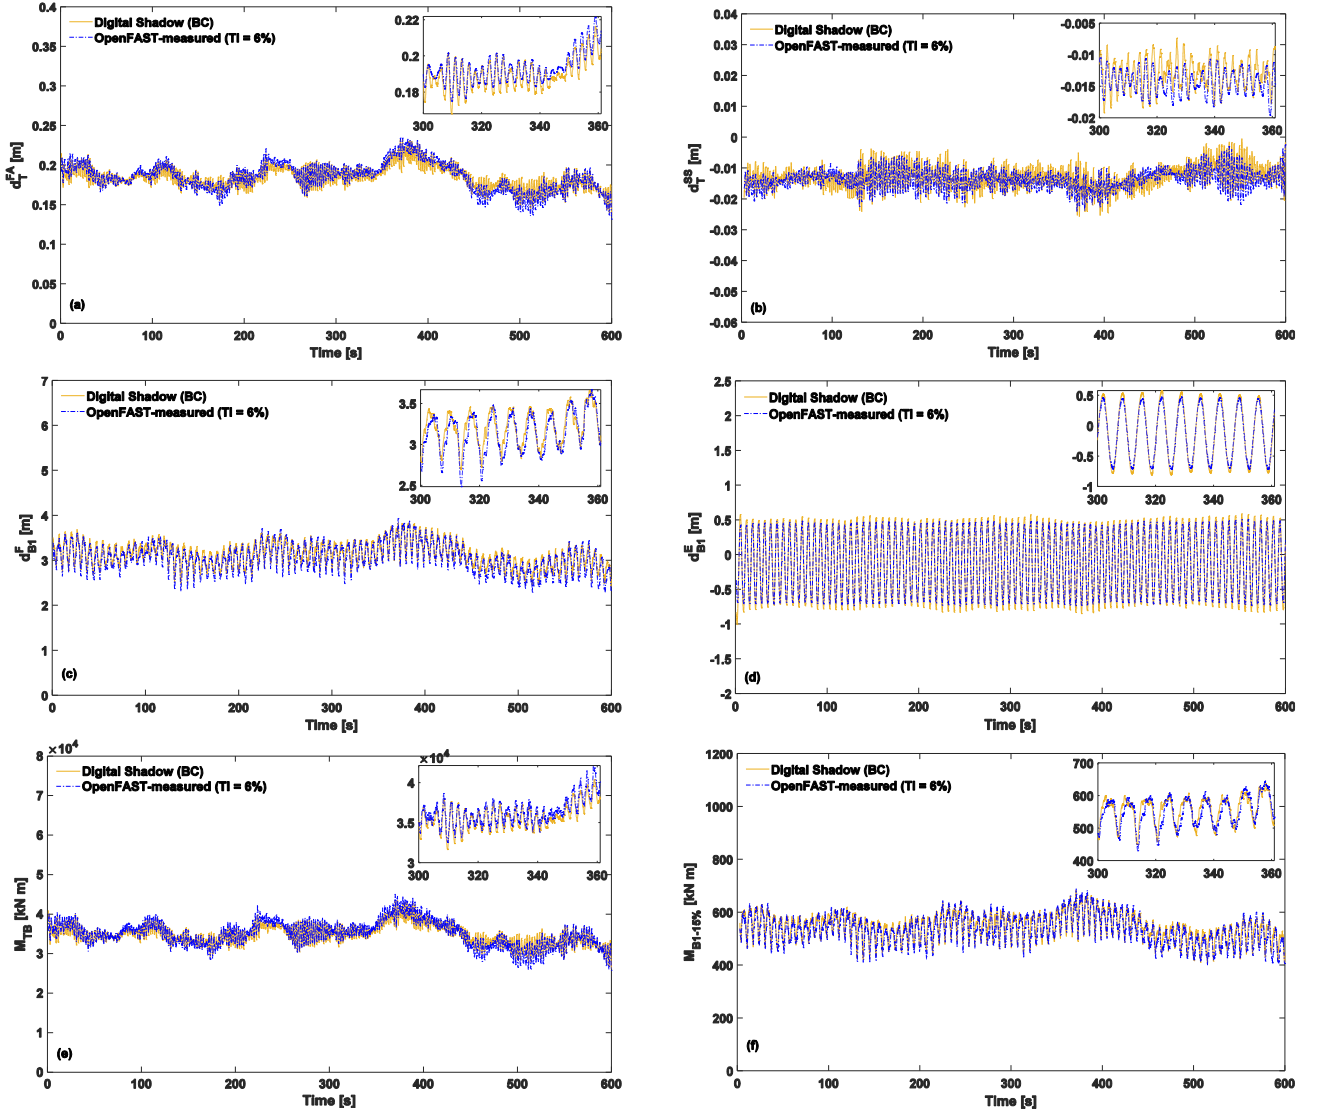 0.4
0.35
0.3
0.25
0.2
0.15
0.1
0.05
0
d_T^FA [m]
Digital Shadow (BC)
OpenFAST-measured (TI = 6%)
0.22
0.2
0.18
300 320 340 360
(a)
0 100 200 300 400 500 600
Time [s]
0.04
0.03
0.02
0.01
0
-0.01
-0.02
-0.03
-0.04
-0.05
-0.06
d_T^SS [m]
Digital Shadow (BC)
OpenFAST-measured (TI = 6%)
-0.005
-0.01
-0.015
-0.02
300 320 340 360
(b)
0 100 200 300 400 500 600
Time [s]
7
6
5
4
3
2
1
0
d_B1^F [m]
Digital Shadow (BC)
OpenFAST-measured (TI = 6%)
3.5
3
2.5
300 320 340 360
(c)
0 100 200 300 400 500 600
Time [s]
2.5
2
1.5
1
0.5
0
-0.5
-1
-1.5
-2
d_B1^E [m]
Digital Shadow (BC)
OpenFAST-measured (TI = 6%)
0.5
0
-0.5
-1
300 320 340 360
(d)
0 100 200 300 400 500 600
Time [s]
×10^4
8
7
6
5
4
3
2
1
0
M_TB [kN m]
Digital Shadow (BC)
OpenFAST-measured (TI = 6%)
×10^4
4
3.5
3
300 320 340 360
(e)
0 100 200 300 400 500 600
Time [s]
1200
1000
800
600
400
200
0
M_B1-15% [kN m]
Digital Shadow (BC)
OpenFAST-measured (TI = 6%)
700
600
500
400
300 320 340 360
(f)
0 100 200 300 400 500 600
Time [s]